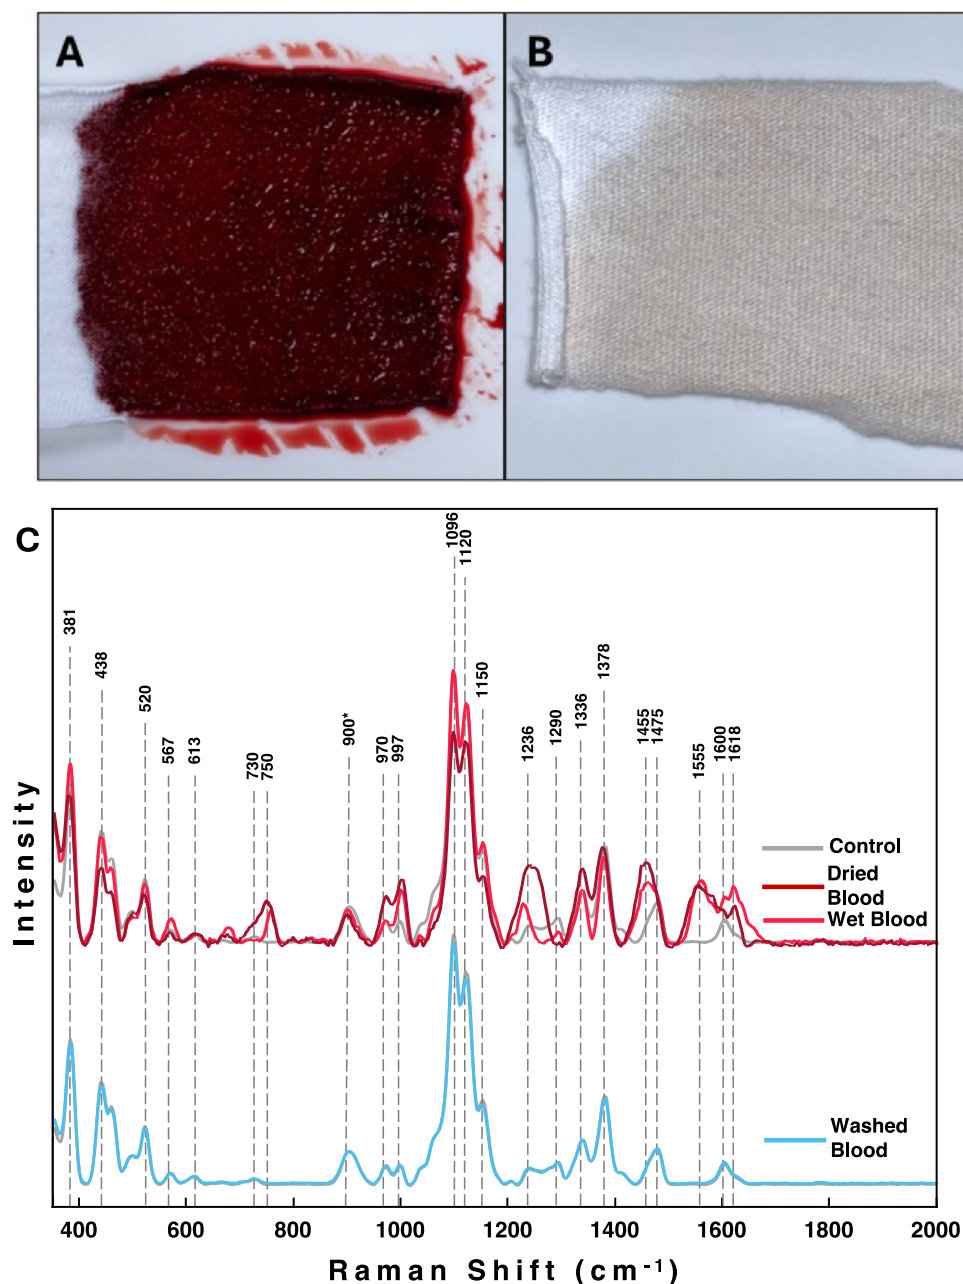 A
B
C
381
438
520
567
613
730
750
900*
970
997
1096
1120
1150
1236
1290
1336
1378
1455
1475
1555
1600
1618
Intensity
Control
Dried
Blood
Wet Blood
Washed
Blood
400 600 800 1000 1200 1400 1600 1800 2000
Raman Shift (cm⁻¹)